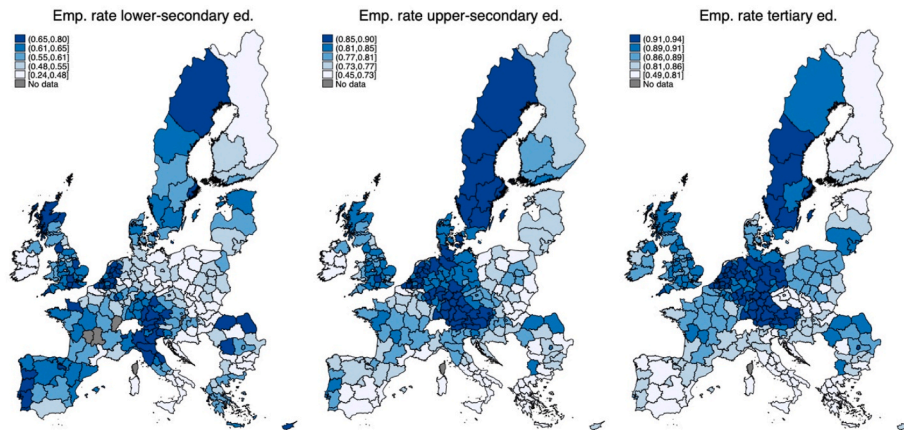 Emp. rate lower-secondary ed.
(0.65,0.80]
(0.61,0.65]
(0.55,0.61]
(0.48,0.55]
[0.24,0.48]
No data
Emp. rate upper-secondary ed.
(0.85,0.90]
(0.81,0.85]
(0.77,0.81]
(0.73,0.77]
[0.45,0.73]
No data
Emp. rate tertiary ed.
(0.91,0.94]
(0.89,0.91]
(0.86,0.89]
(0.81,0.86]
[0.49,0.81]
No data